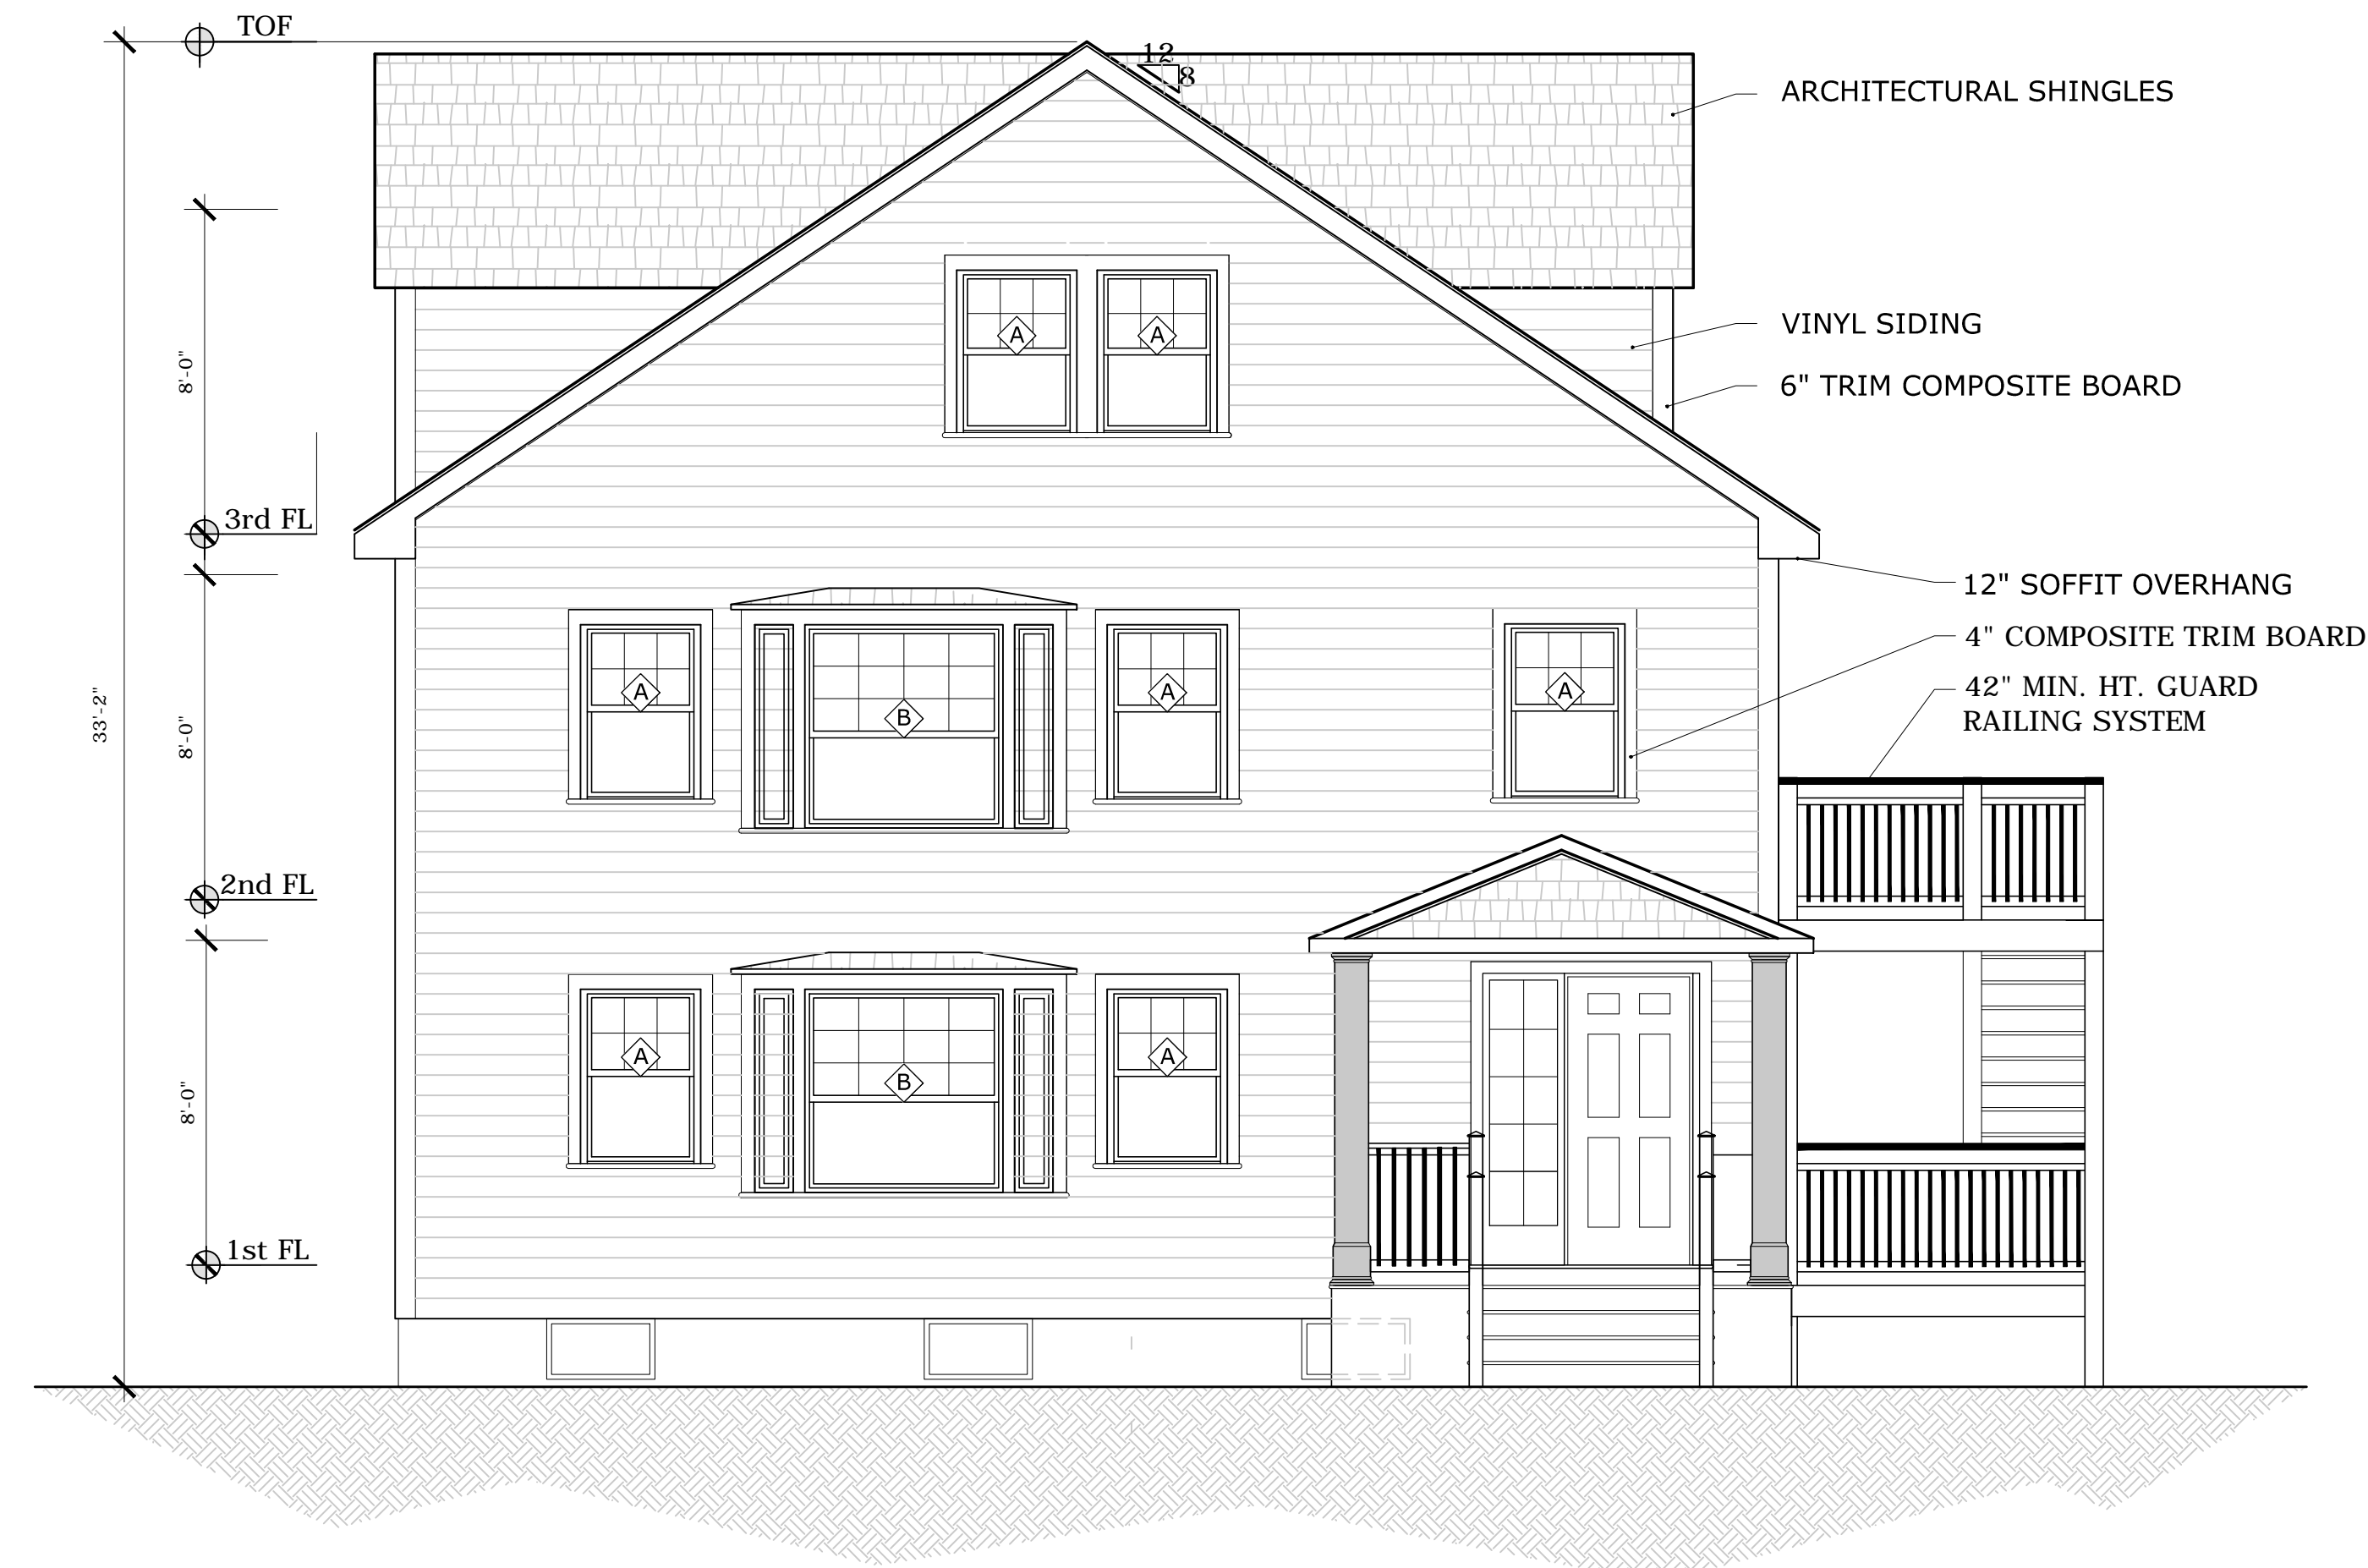 TOF
12
8
ARCHITECTURAL SHINGLES
VINYL SIDING
6" TRIM COMPOSITE BOARD
A
A
8'-0"
3rd FL
12" SOFFIT OVERHANG
4" COMPOSITE TRIM BOARD
42" MIN. HT. GUARD
RAILING SYSTEM
A
B
A
A
33'-2"
8'-0"
2nd FL
A
B
A
8'-0"
1st FL